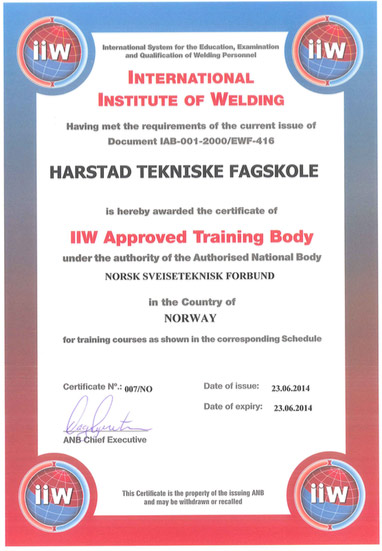 iiW
iiW
International System for the Education, Examination
and Qualification of Welding Personnel
INTERNATIONAL
INSTITUTE OF WELDING
Having met the requirements of the current issue of
Document IAB-001-2000/EWF-416
HARSTAD TEKNISKE FAGSKOLE
is hereby awarded the certificate of
IIW Approved Training Body
under the authority of the Authorised National Body
NORSK SVEISETEKNISK FORBUND
in the Country of
NORWAY
for training courses as shown in the corresponding Schedule
Certificate Nº.: 007/NO
Date of issue: 23.06.2014
Date of expiry: 23.06.2014
ANB Chief Executive
iiW
This Certificate is the property of the issuing ANB
and may be withdrawn or recalled
iiW